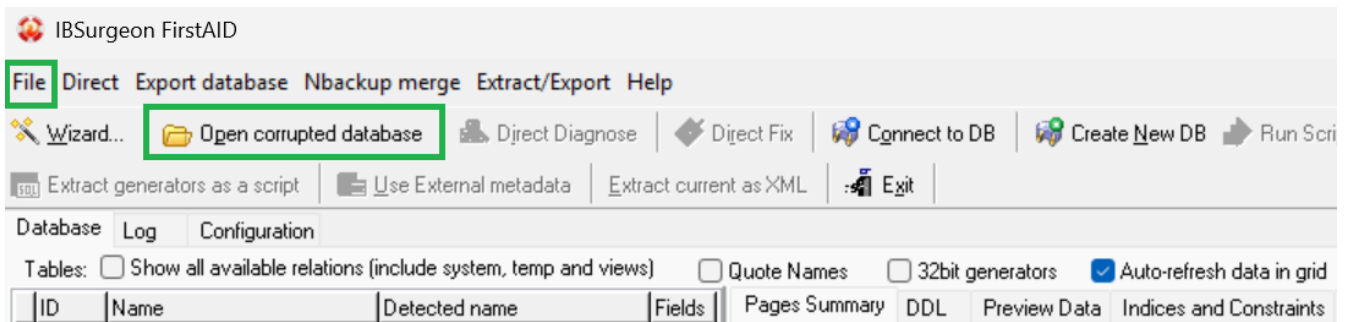 IBSurgeon FirstAID
File Direct Export database Nbackup merge Extract/Export Help
Wizard... Open corrupted database Direct Diagnose Direct Fix Connect to DB Create New DB Run Scri
SQL Extract generators as a script Use External metadata Extract current as XML Exit
Database Log Configuration
Tables: Show all available relations (include system, temp and views) Quote Names 32bit generators Auto-refresh data in grid
ID Name Detected name Fields Pages Summary DDL Preview Data Indices and Constraints